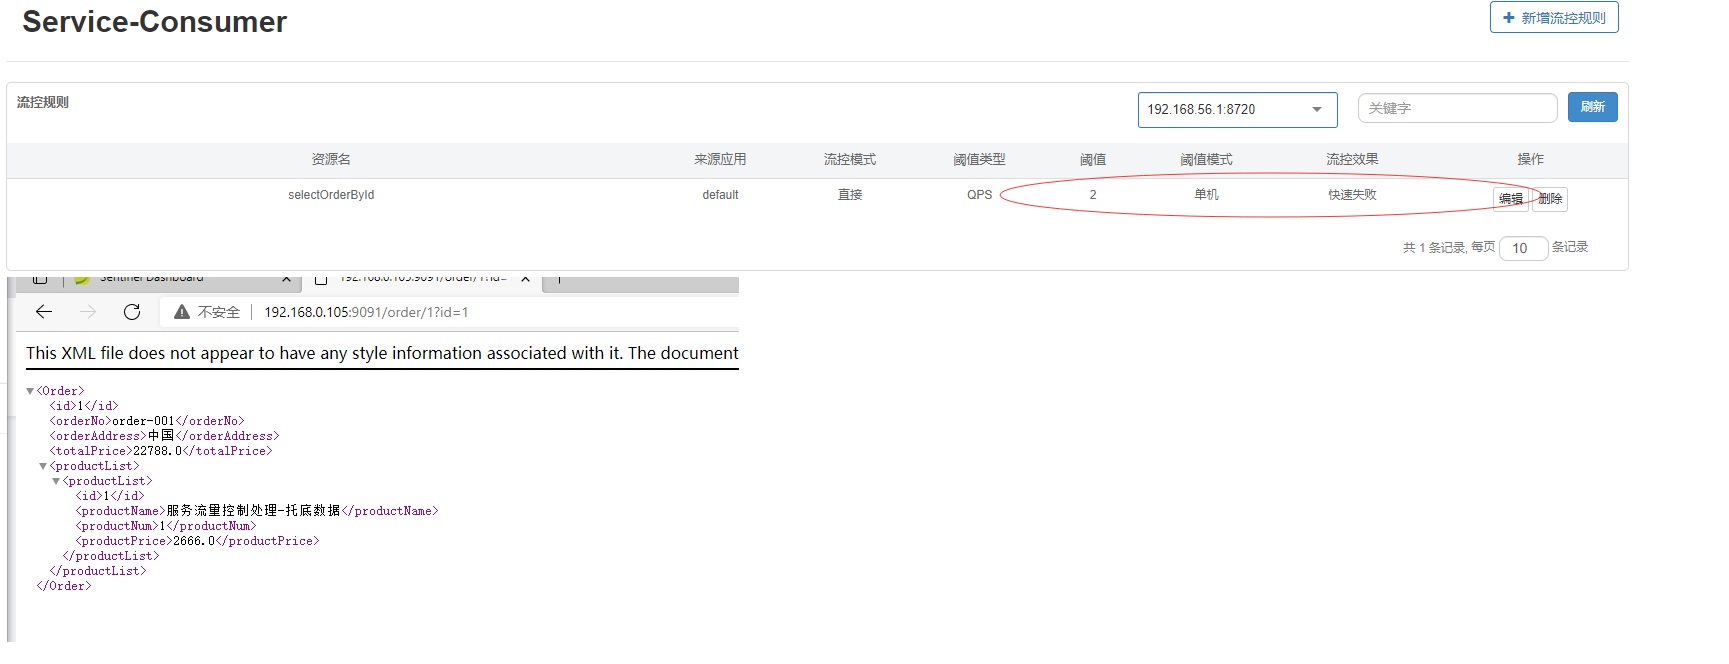 Service-Consumer
+ 新增流控规则
流控规则
192.168.56.1:8720
关键字
刷新
资源名 来源应用 流控模式 阈值类型 阈值 阈值模式 流控效果 操作
selectOrderById default 直接 QPS 2 单机 快速失败 编辑 删除
共 1 条记录, 每页 10 条记录
Sentinel Dashboard 192.168.0.105:9091/order/1?id=
不安全 192.168.0.105:9091/order/1?id=1
This XML file does not appear to have any style information associated with it. The document
▼<Order>
<id>1</id>
<orderNo>order-001</orderNo>
<orderAddress>中国</orderAddress>
<totalPrice>22788.0</totalPrice>
▼<productList>
▼<productList>
<id>1</id>
<productName>服务流量控制处理-托底数据</productName>
<productNum>1</productNum>
<productPrice>2666.0</productPrice>
</productList>
</productList>
</Order>